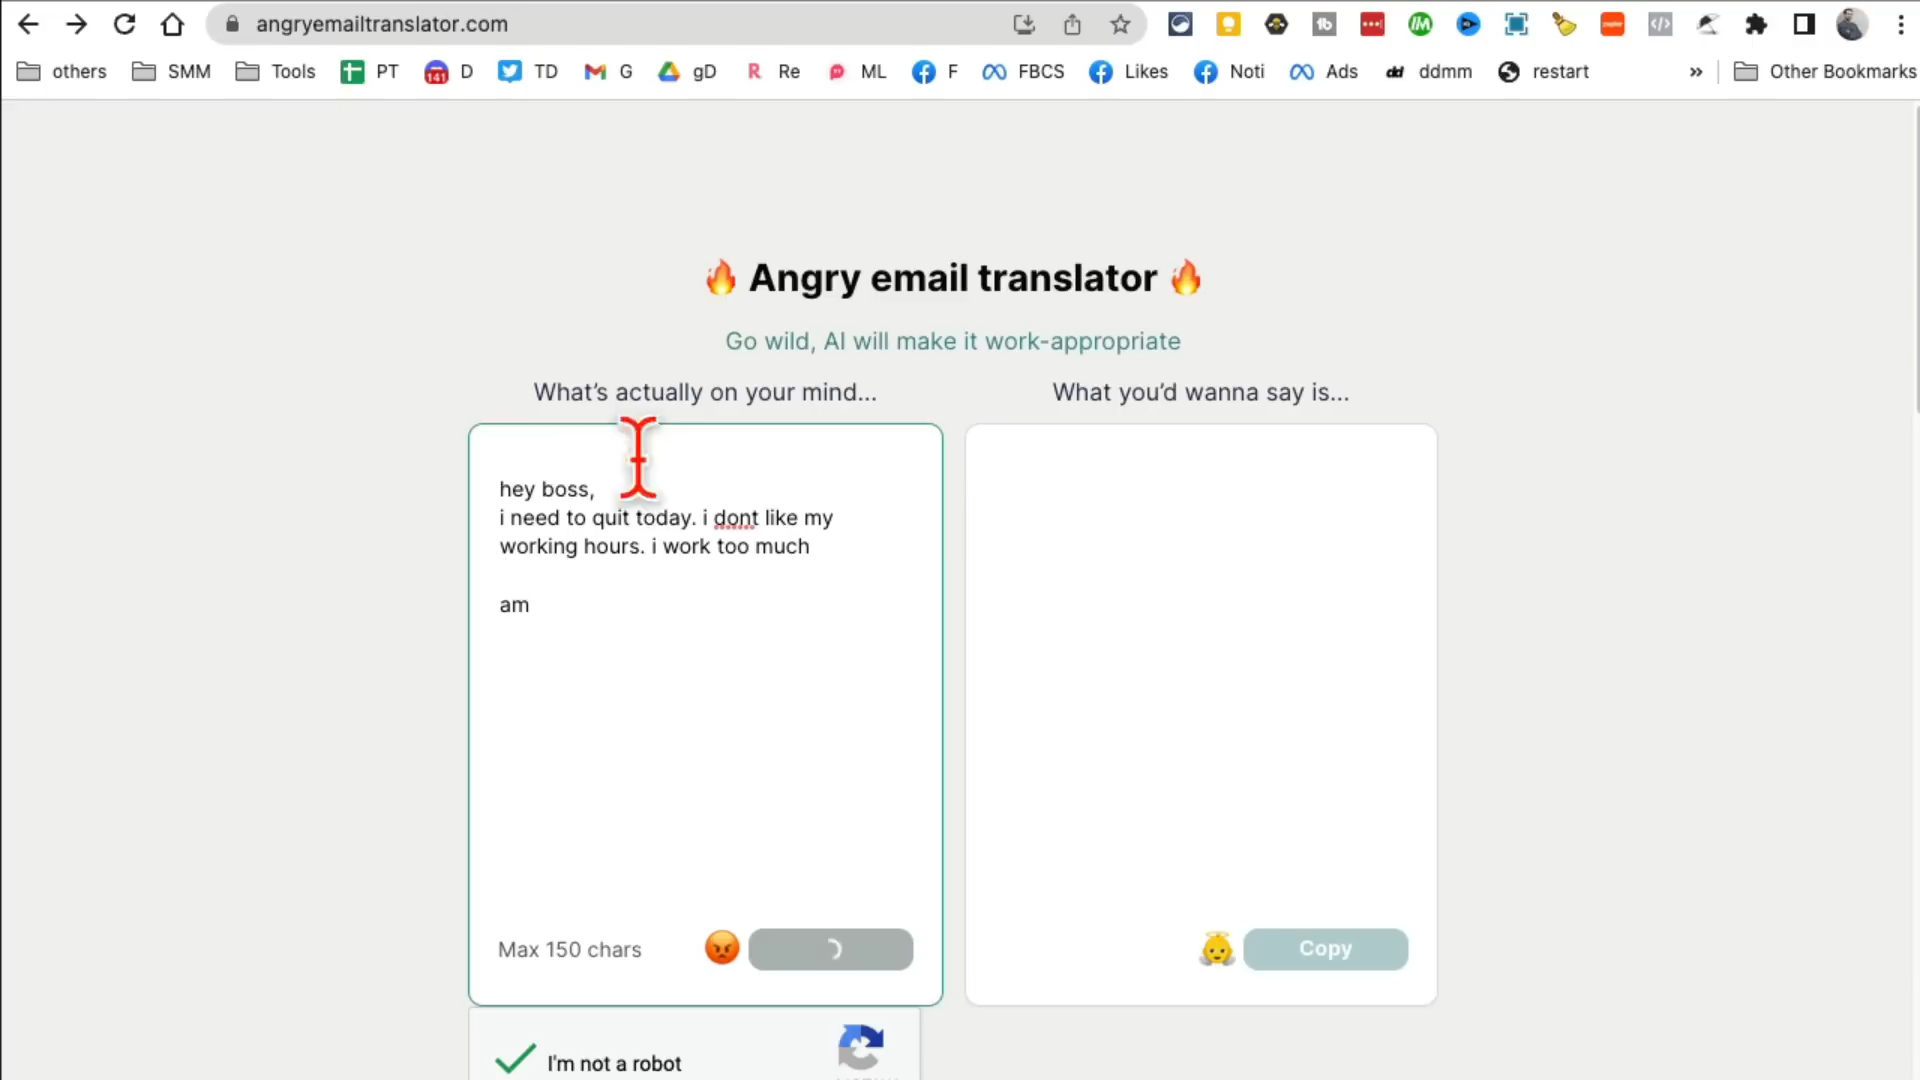 angryemailtranslator.com
others SMM Tools PT 141 D TD G gD Re ML F FBCS Likes Noti Ads dd ddmm restart » Other Bookmarks
Angry email translator
Go wild, AI will make it work-appropriate
What's actually on your mind...
What you'd wanna say is...
hey boss,
i need to quit today. i dont like my
working hours. i work too much
am
Max 150 chars
Copy
I'm not a robot